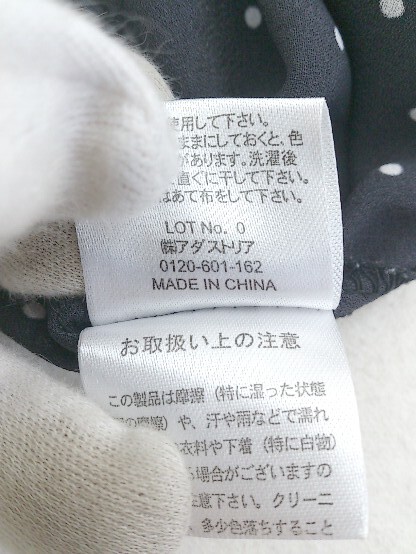 使用して下さい。
ままにしておくと、色
があります。洗濯後
直ぐに干して下さい。
はあて布をして下さい。
LOT No. 0
㈱アダストリア
0120-601-162
MADE IN CHINA
お取扱い上の注意
この製品は摩擦（特に湿った状態
の摩擦）や、汗や雨などで濡れ
衣料や下着（特に白物）
場合がございますの
注意下さい。クリーニ
、多少色落ちすること